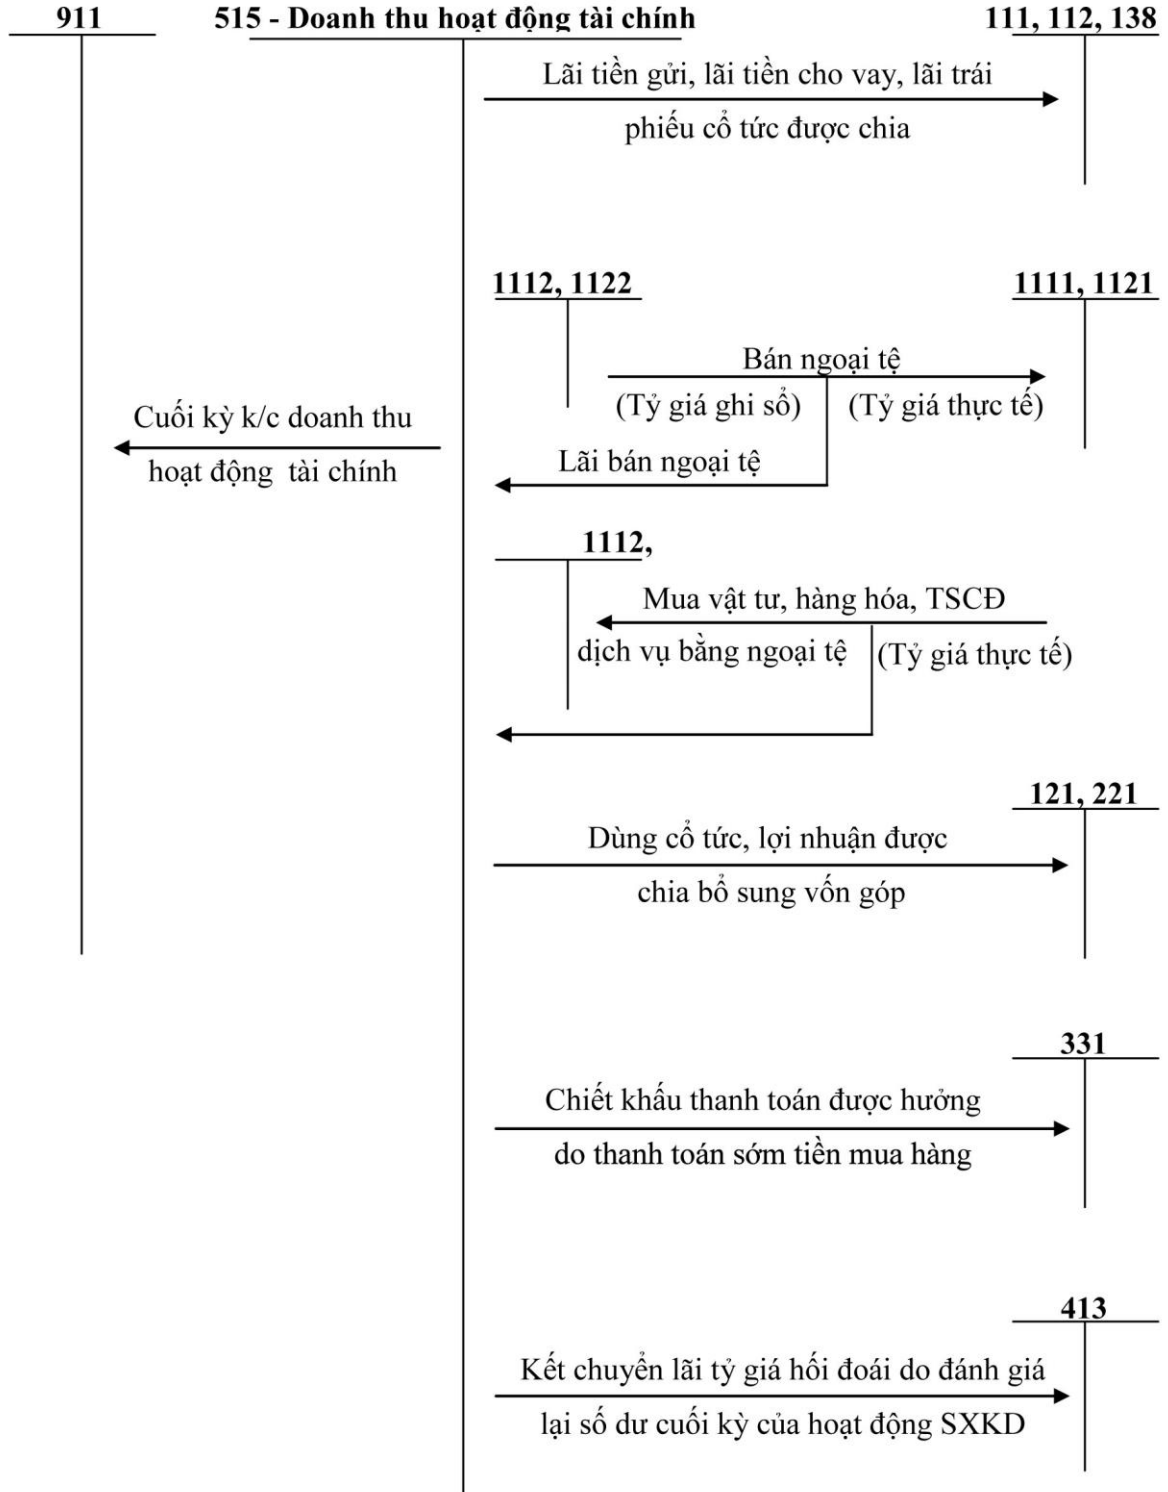 911
515 - Doanh thu hoạt động tài chính
111, 112, 138
Lãi tiền gửi, lãi tiền cho vay, lãi trái
phiếu cổ tức được chia
1112, 1122
1111, 1121
Bán ngoại tệ
(Tỷ giá ghi sổ)
(Tỷ giá thực tế)
Lãi bán ngoại tệ
Cuối kỳ k/c doanh thu
hoạt động tài chính
1112,
Mua vật tư, hàng hóa, TSCĐ
dịch vụ bằng ngoại tệ
(Tỷ giá thực tế)
121, 221
Dùng cổ tức, lợi nhuận được
chia bổ sung vốn góp
331
Chiết khấu thanh toán được hưởng
do thanh toán sớm tiền mua hàng
413
Kết chuyển lãi tỷ giá hối đoái do đánh giá
lại số dư cuối kỳ của hoạt động SXKD